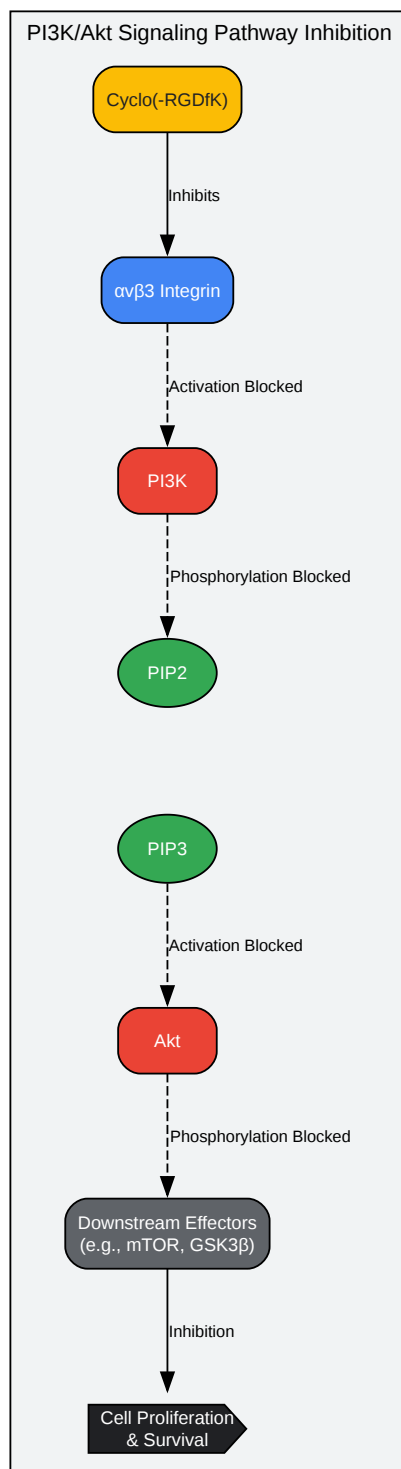 PI3K/Akt Signaling Pathway Inhibition
Cyclo(-RGDfK)
Inhibits
αvβ3 Integrin
Activation Blocked
PI3K
Phosphorylation Blocked
PIP2
PIP3
Activation Blocked
Akt
Phosphorylation Blocked
Downstream Effectors
(e.g., mTOR, GSK3β)
Inhibition
Cell Proliferation
& Survival